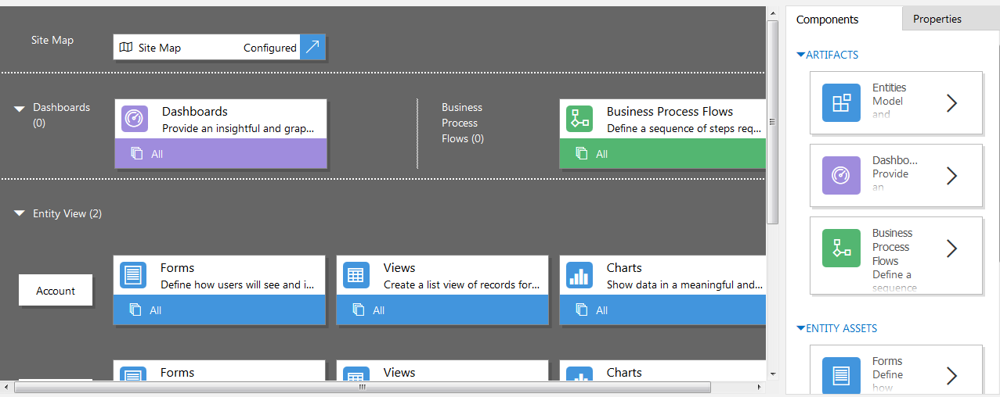 Site Map
Site Map Configured
Dashboards
(0)
Dashboards
Provide an insightful and grap...
All
Business
Process
Flows (0)
Business Process Flows
Define a sequence of steps req...
All
Entity View (2)
Account
Forms
Define how users will see and i...
All
Views
Create a list view of records for...
All
Charts
Show data in a meaningful and...
All
Forms
Views
Charts
Components
Properties
ARTIFACTS
Entities
Model
and
Dashbo...
Provide
an
Business
Process
Flows
Define a
sequence
ENTITY ASSETS
Forms
Define
how